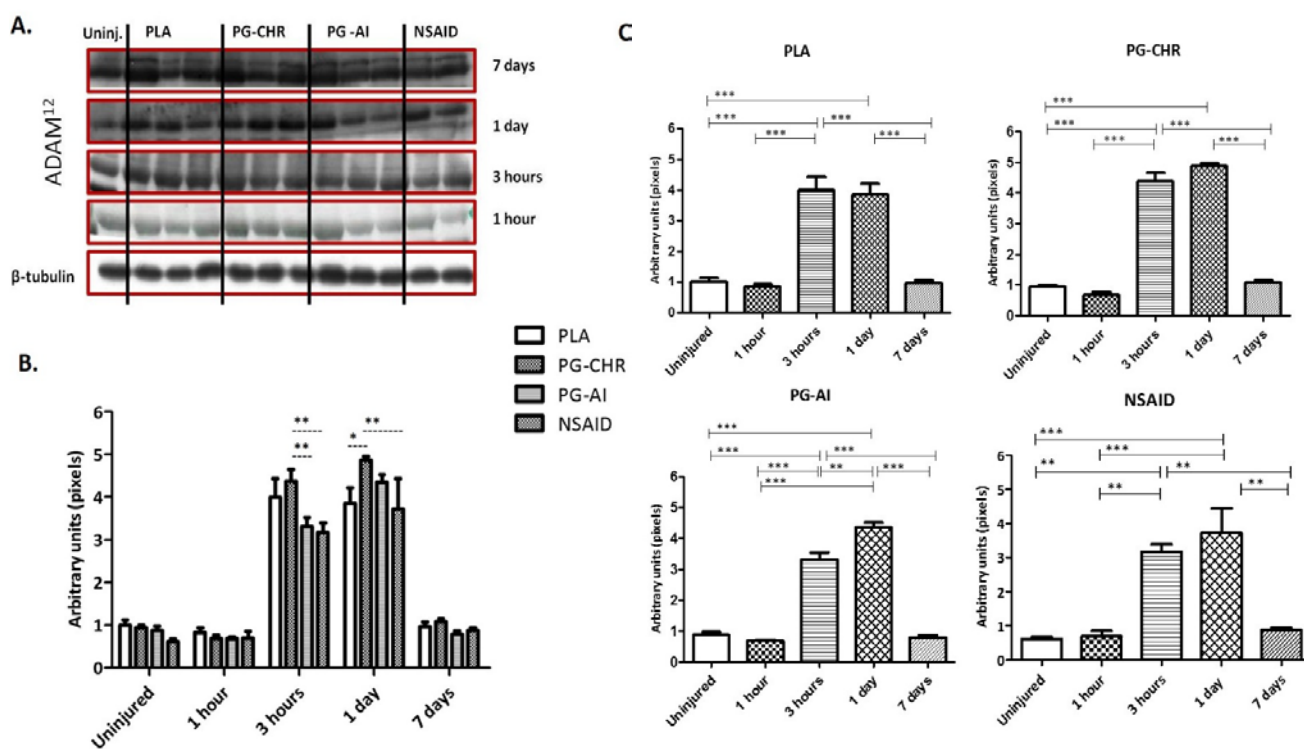 A.
Uninj. PLA PG-CHR PG -AI NSAID
ADAM12
7 days
1 day
3 hours
1 hour
β-tubulin
PLA
PG-CHR
PG-AI
NSAID
B.
Arbitrary units (pixels)
6
5
4
3
2
1
0
**
**
*
**
Uninjured 1 hour 3 hours 1 day 7 days
C.
PLA
***
*** ***
*** ***
Arbitrary units (pixels)
6
5
4
3
2
1
0
Uninjured 1 hour 3 hours 1 day 7 days
PG-CHR
***
*** ***
*** ***
Arbitrary units (pixels)
6
5
4
3
2
1
0
Uninjured 1 hour 3 hours 1 day 7 days
PG-AI
***
*** ***
*** ** ***
***
Arbitrary units (pixels)
6
5
4
3
2
1
0
Uninjured 1 hour 3 hours 1 day 7 days
NSAID
***
***
** **
** **
Arbitrary units (pixels)
6
5
4
3
2
1
0
Uninjured 1 hour 3 hours 1 day 7 days